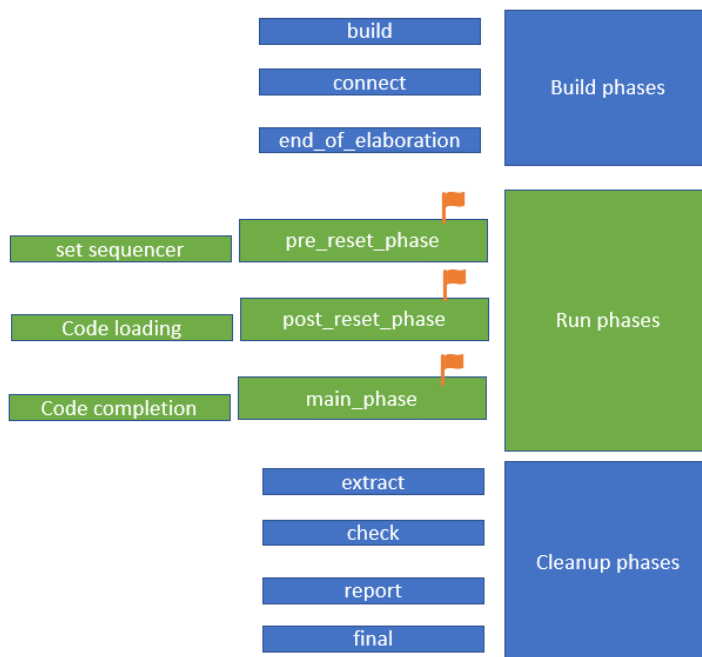 build
connect
end_of_elaboration
Build phases
set sequencer
pre_reset_phase
Code loading
post_reset_phase
Run phases
Code completion
main_phase
extract
check
report
final
Cleanup phases